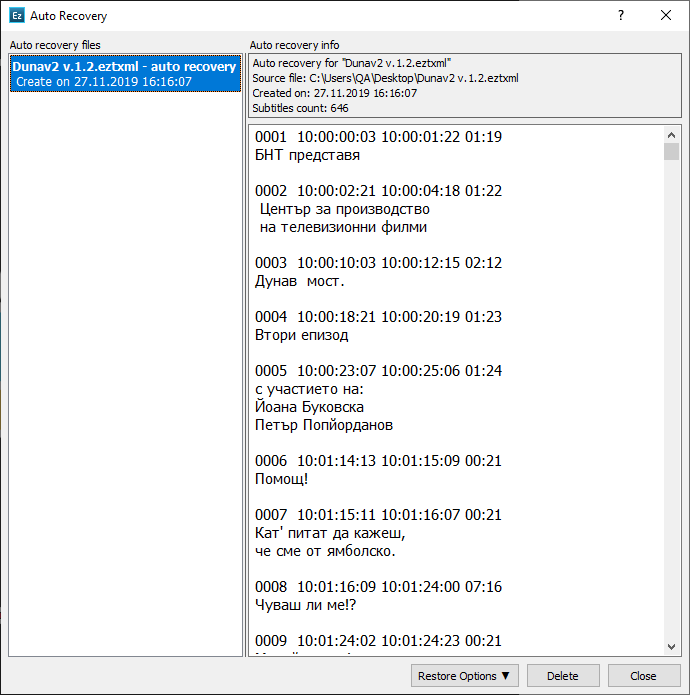 Ez Auto Recovery
Auto recovery files
Dunav2 v.1.2.eztxml - auto recovery
Create on 27.11.2019 16:16:07
Auto recovery info
Auto recovery for "Dunav2 v.1.2.eztxml"
Source file: C:\Users\QA\Desktop\Dunav2 v.1.2.eztxml
Created on: 27.11.2019 16:16:07
Subtitles count: 646
0001 10:00:00:03 10:00:01:22 01:19
БНТ представя
0002 10:00:02:21 10:00:04:18 01:22
Център за производство
на телевизионни филми
0003 10:00:10:03 10:00:12:15 02:12
Дунав мост.
0004 10:00:18:21 10:00:20:19 01:23
Втори епизод
0005 10:00:23:07 10:00:25:06 01:24
с участието на:
Йоана Буковска
Петър Попйорданов
0006 10:01:14:13 10:01:15:09 00:21
Помощ!
0007 10:01:15:11 10:01:16:07 00:21
Кат' питат да кажеш,
че сме от ямболско.
0008 10:01:16:09 10:01:24:00 07:16
Чуваш ли ме!?
0009 10:01:24:02 10:01:24:23 00:21
Restore Options ▼
Delete
Close